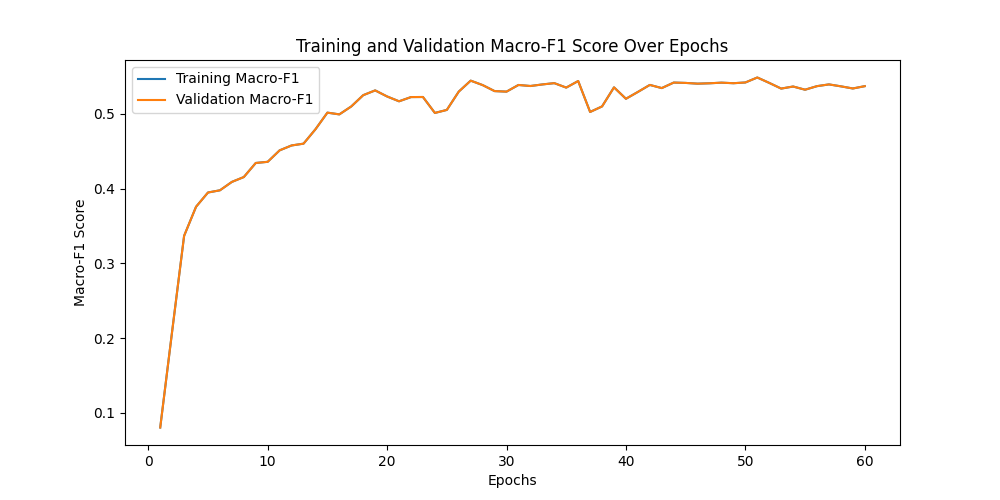 Training and Validation Macro-F1 Score Over Epochs
Training Macro-F1
Validation Macro-F1
Macro-F1 Score
0.5
0.4
0.3
0.2
0.1
0 10 20 30 40 50 60
Epochs